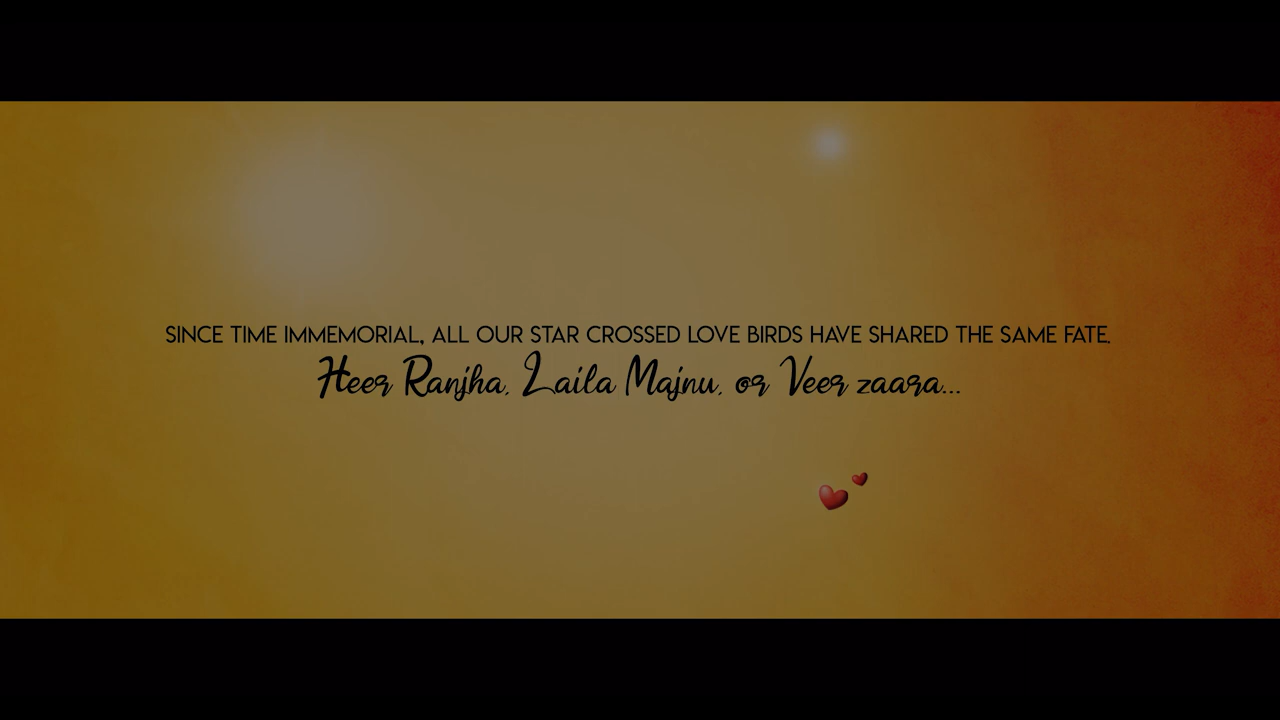 SINCE TIME IMMEMORIAL, ALL OUR STAR CROSSED LOVE BIRDS HAVE SHARED THE SAME FATE.
Heer Ranjha, Laila Majnu, or Veer zaara...